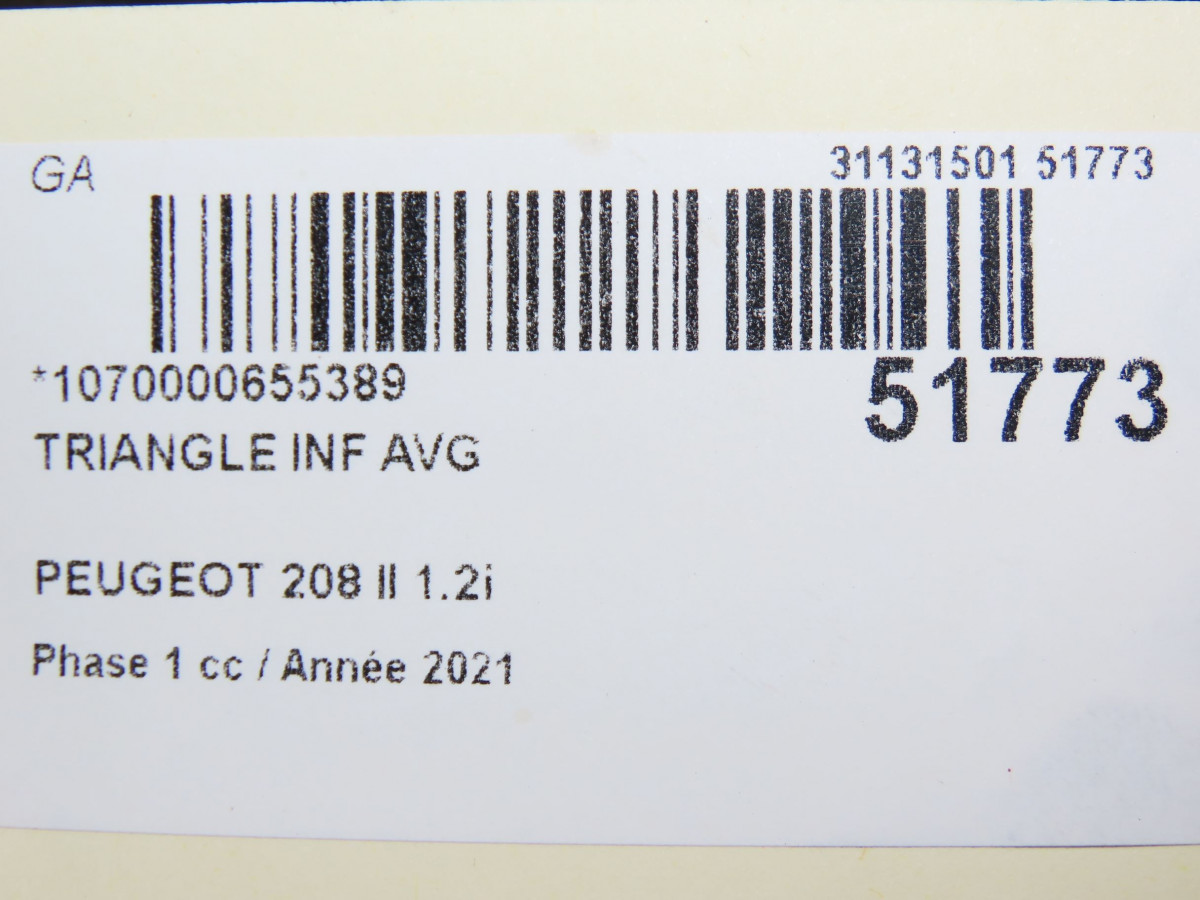 GA
31131501 51773
*1070000655389
51773
TRIANGLE INF AVG
PEUGEOT 208 II 1.2i
Phase 1 cc / Année 2021